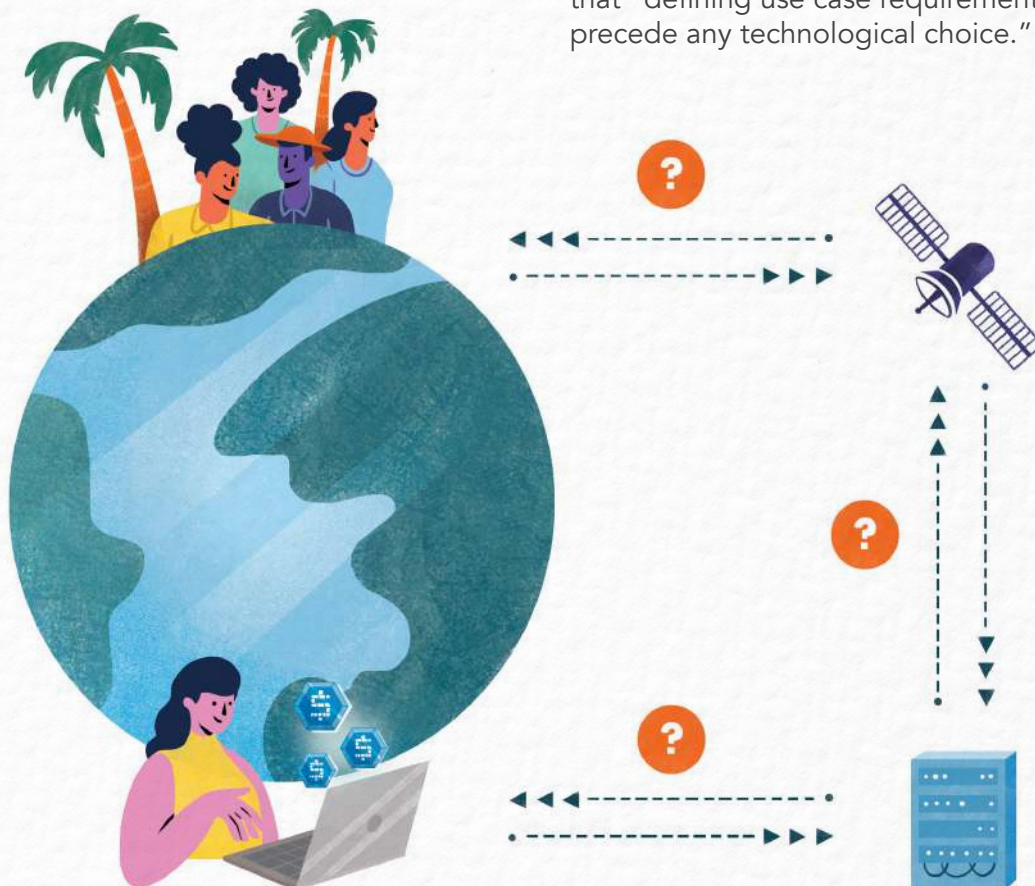 that “defining use case requirement
precede any technological choice.”
?
?
?